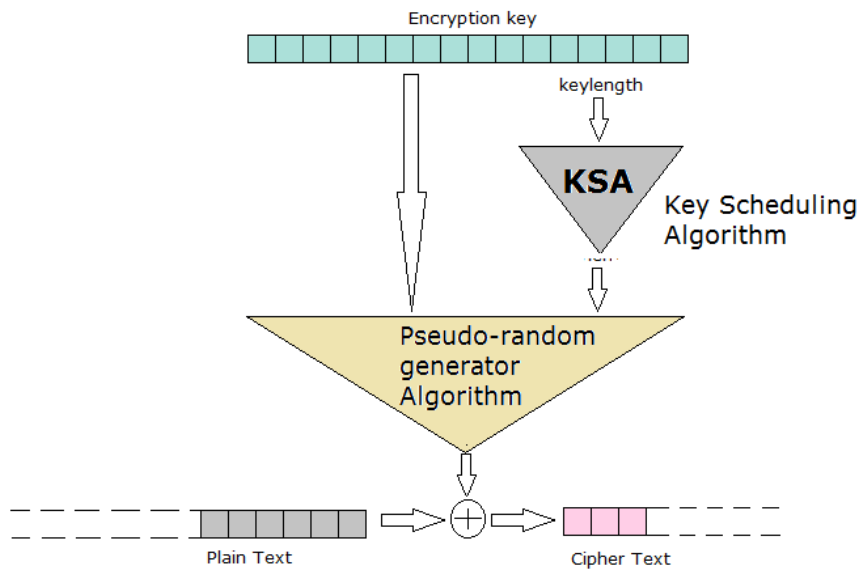 Encryption key
keylength
KSA
Key Scheduling
Algorithm
Pseudo-random
generator
Algorithm
Plain Text
Cipher Text